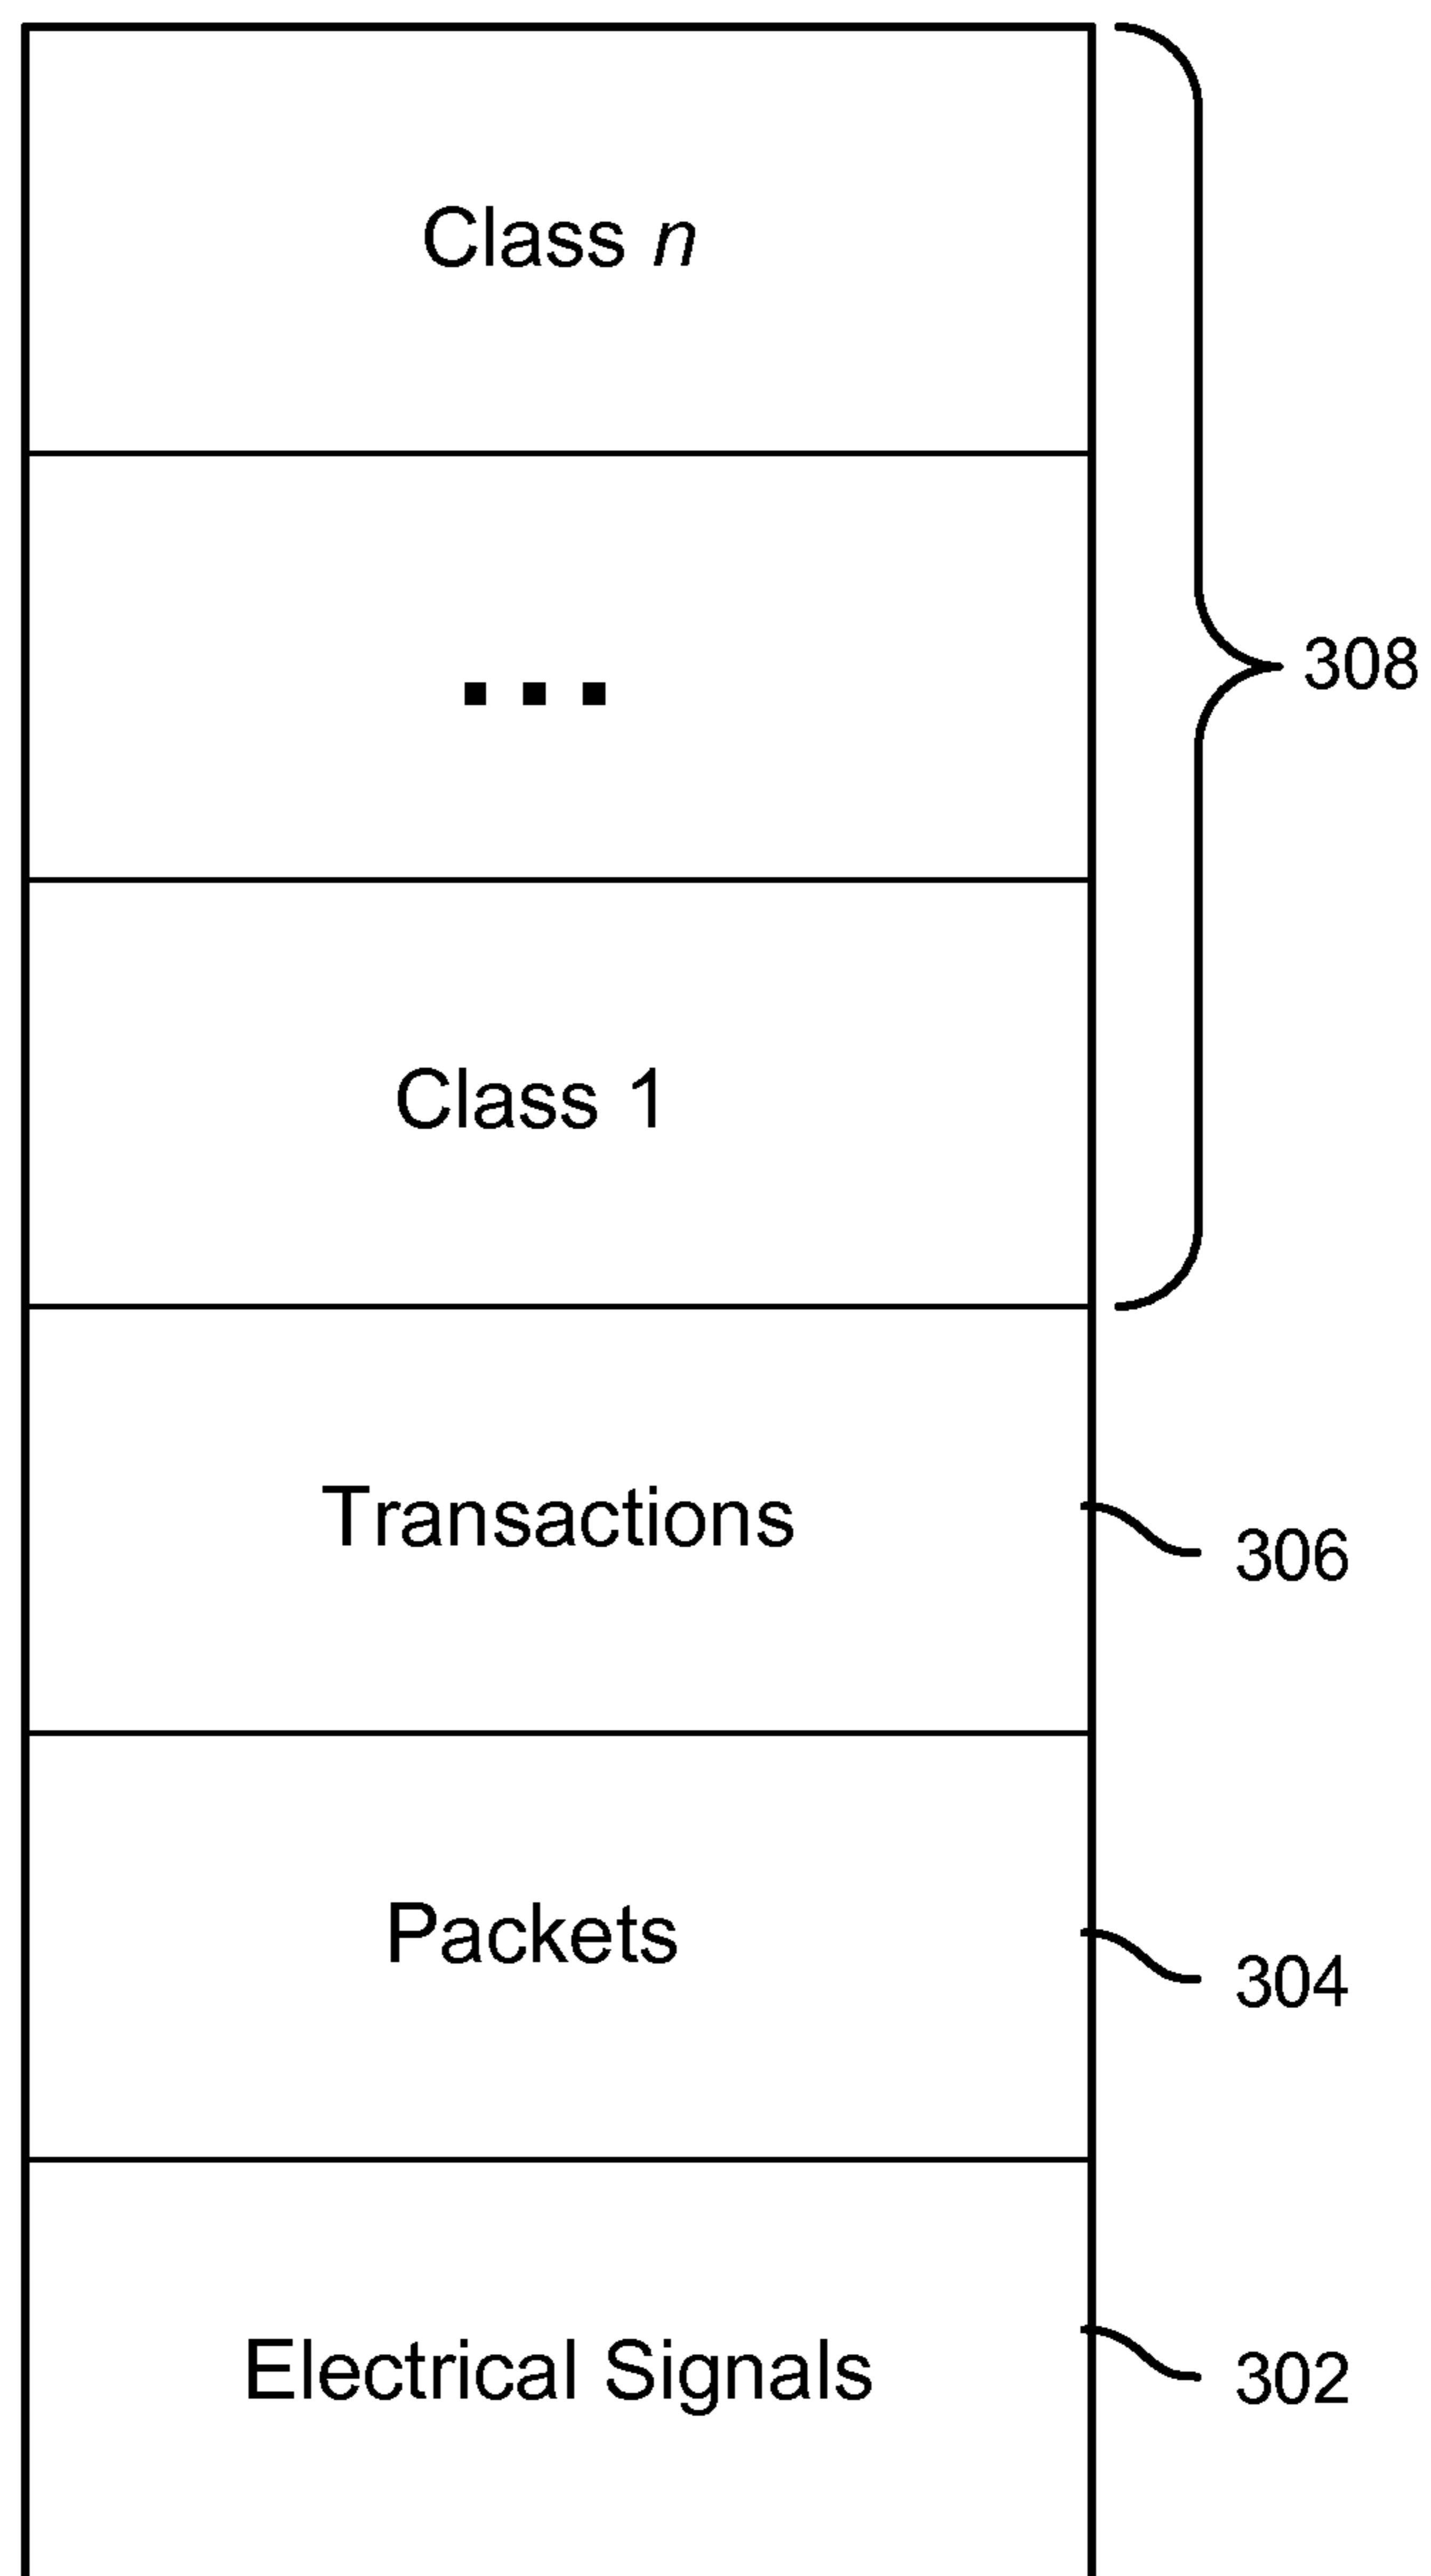 Class n
...
308
Class 1
Transactions
306
Packets
304
Electrical Signals
302